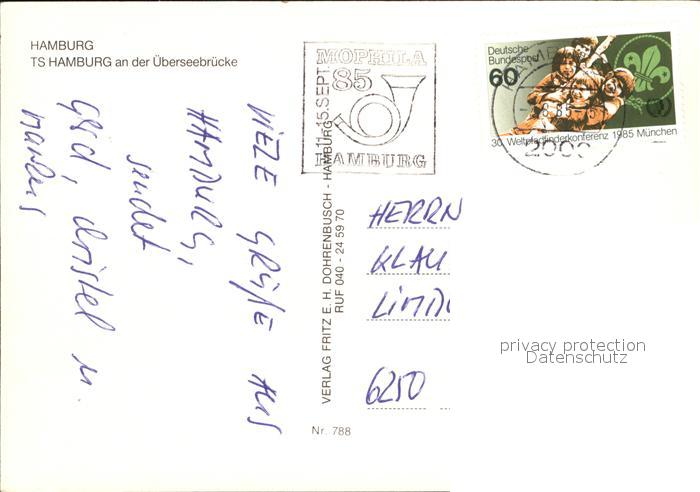 HAMBURG
TS HAMBURG an der Überseebrücke
VIELE GRÜßE AUS
HAMBURG,
sendet
Gerd, Christel u.
Markus
MOPHILA
85
11.-15.SEPT.
HAMBURG
Deutsche
Bundespost
60
30. Weltpfadfinderkonferenz 1985 München
2000
VERLAG FRITZ E. H. DOHRENBUSCH - HAMBURG
RUF 040 - 24 59 70
HERRN
KLAU
6250
privacy protection
Datenschutz
Nr. 788